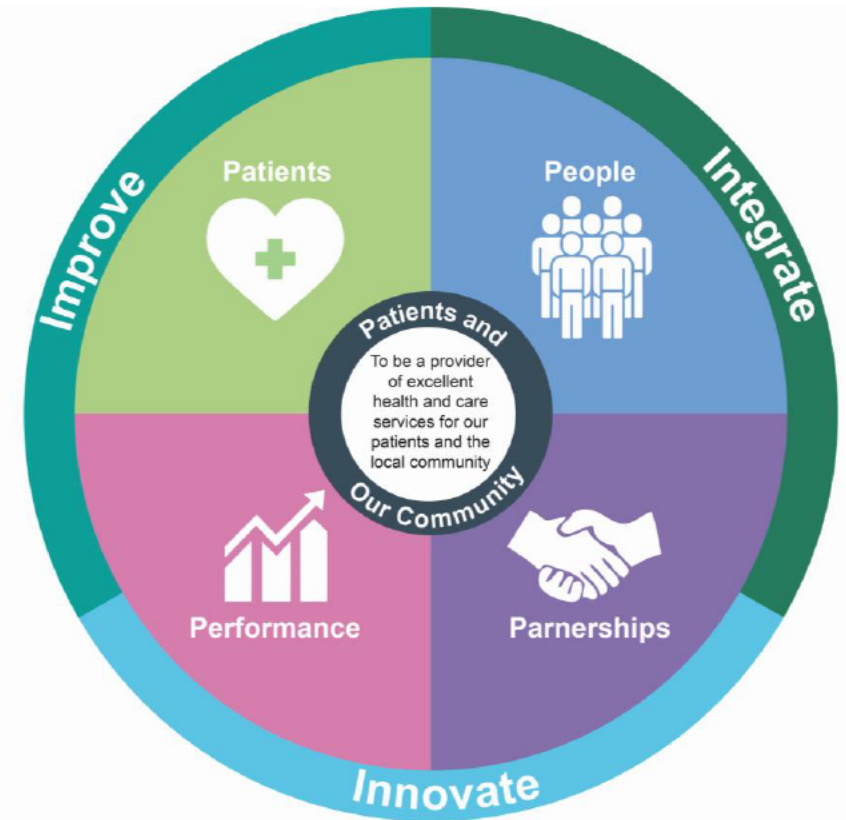 Improve
Integrate
Patients
People
Patients and
To be a provider
of excellent
health and care
services for our
patients and the
local community
Our Community
Performance
Parnerships
Innovate